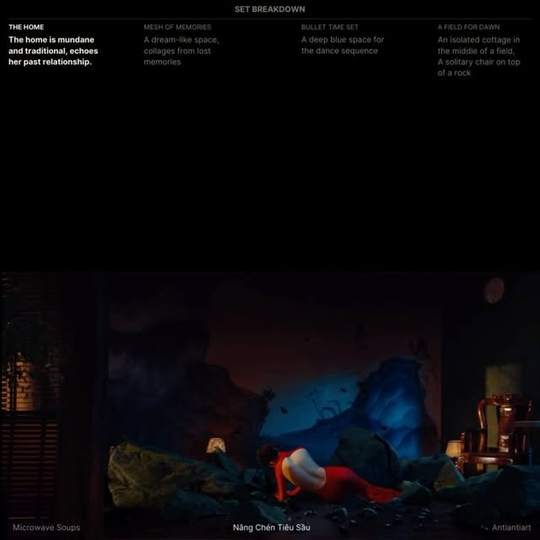 SET BREAKDOWN
THE HOME
The home is mundane
and traditional, echoes
her past relationship.
MESH OF MEMORIES
A dream-like space,
collages from lost
memories
BULLET TIME SET
A deep blue space for
the dance sequence
A FIELD FOR DAWN
An isolated cottage in
the middle of a field,
A solitary chair on top
of a rock
Microwave Soups
Nâng Chén Tiêu Sầu
Antiantiart